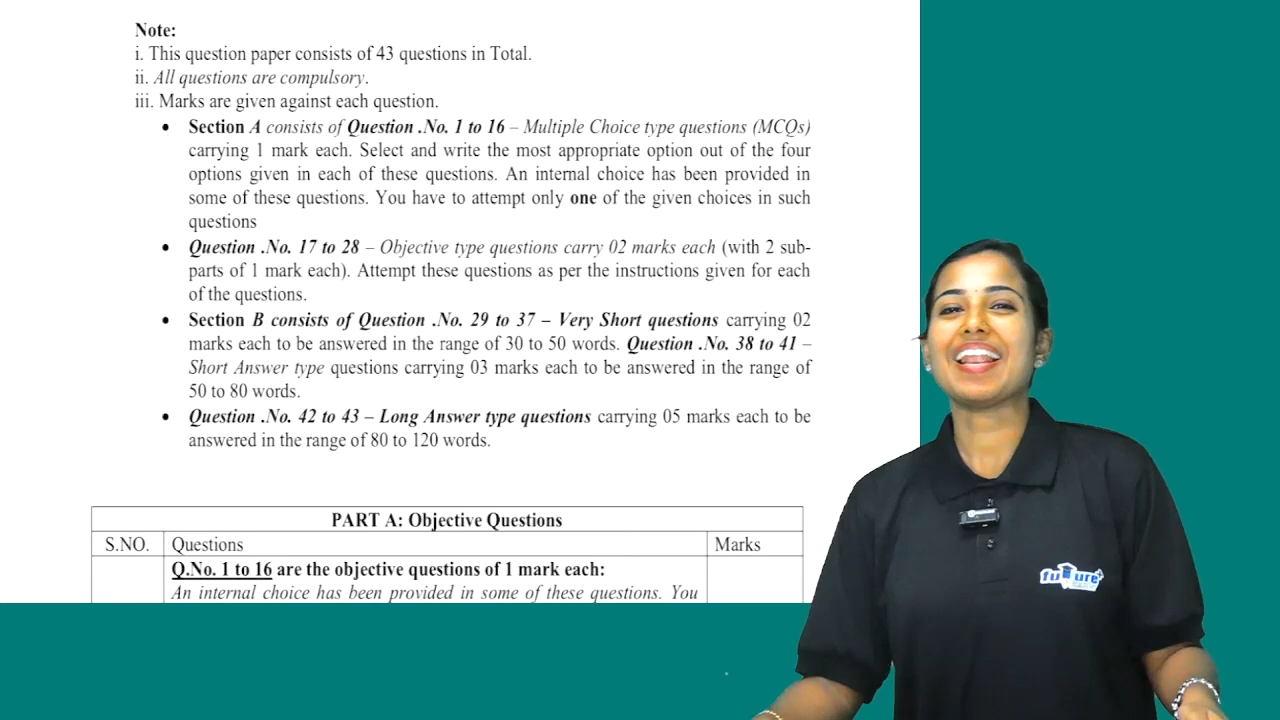 Note:
i. This question paper consists of 43 questions in Total.
ii. All questions are compulsory.
iii. Marks are given against each question.
• Section A consists of Question .No. 1 to 16 – Multiple Choice type questions (MCQs)
carrying 1 mark each. Select and write the most appropriate option out of the four
options given in each of these questions. An internal choice has been provided in
some of these questions. You have to attempt only one of the given choices in such
questions
• Question .No. 17 to 28 – Objective type questions carry 02 marks each (with 2 sub-
parts of 1 mark each). Attempt these questions as per the instructions given for each
of the questions.
• Section B consists of Question .No. 29 to 37 – Very Short questions carrying 02
marks each to be answered in the range of 30 to 50 words. Question .No. 38 to 41 –
Short Answer type questions carrying 03 marks each to be answered in the range of
50 to 80 words.
• Question .No. 42 to 43 – Long Answer type questions carrying 05 marks each to be
answered in the range of 80 to 120 words.
PART A: Objective Questions
S.NO. Questions Marks
Q.No. 1 to 16 are the objective questions of 1 mark each:
An internal choice has been provided in some of these questions. You
future+